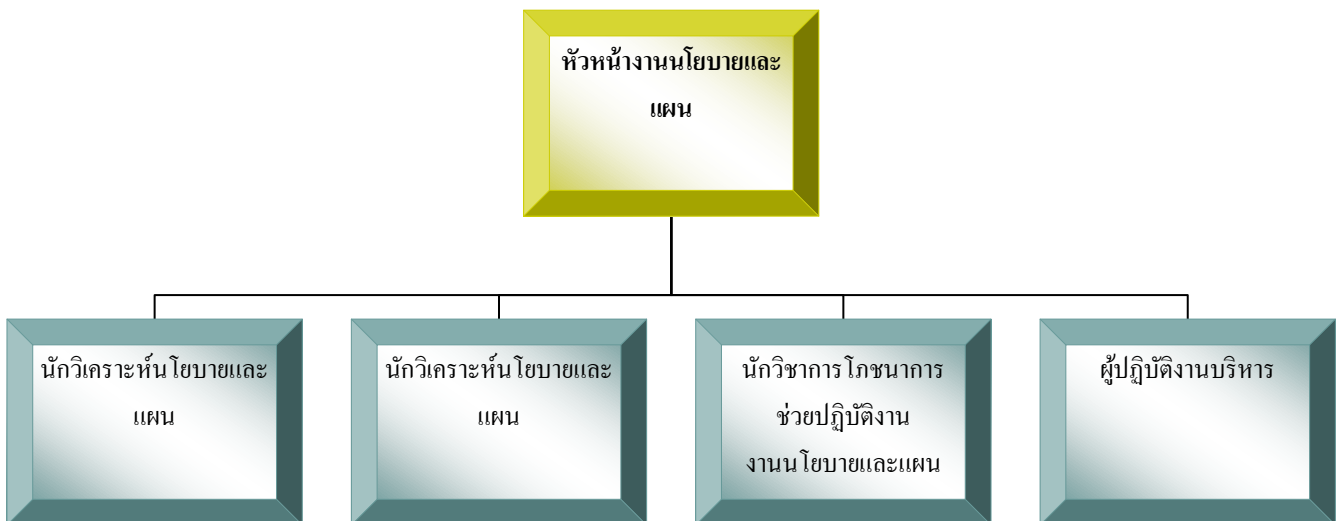 หัวหน้างานนโยบายและ
แผน
นักวิเคราะห์นโยบายและ
แผน
นักวิเคราะห์นโยบายและ
แผน
นักวิชาการโภชนาการ
ช่วยปฏิบัติงาน
งานนโยบายและแผน
ผู้ปฏิบัติงานบริหาร